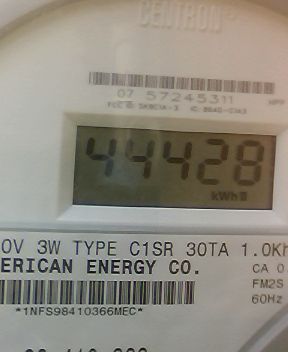 CENTRON
07 57245311
44428
kWh
0V 3W TYPE C1SR 30TA 1.0Kh
ERICAN ENERGY CO.
CA 0.
FM2S
60Hz
*1NFS98410366MEC*